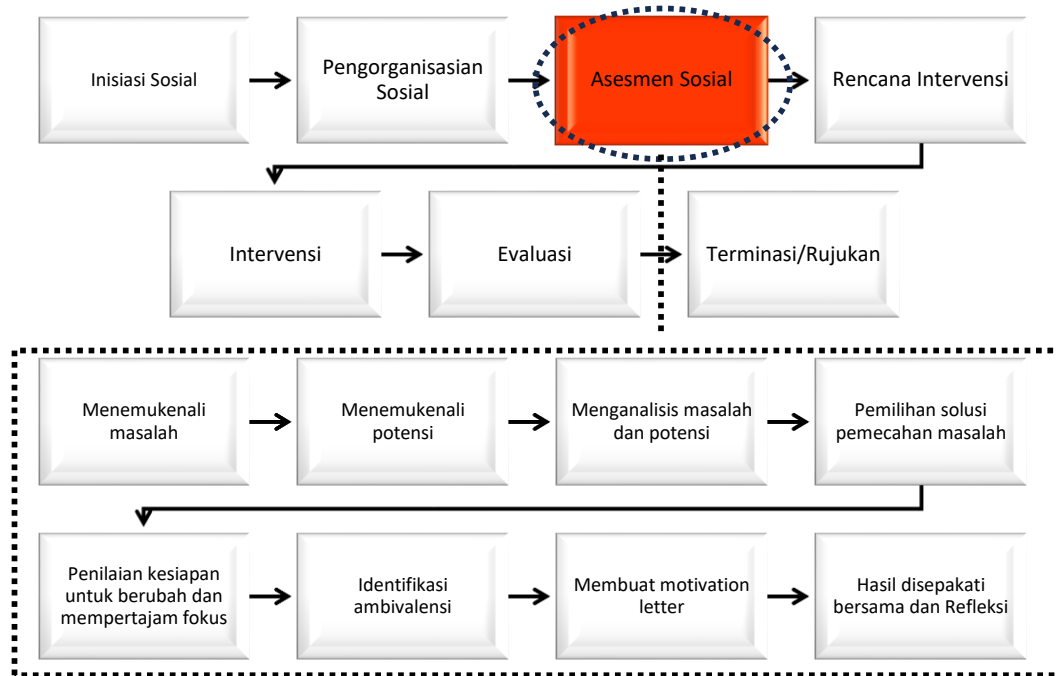 Inisiasi Sosial
Pengorganisasian
Sosial
Asesmen Sosial
Rencana Intervensi
Intervensi
Evaluasi
Terminasi/Rujukan
Menemukenali
masalah
Menemukenali
potensi
Menganalisis masalah
dan potensi
Pemilihan solusi
pemecahan masalah
Penilaian kesiapan
untuk berubah dan
mempertajam fokus
Identifikasi
ambivalensi
Membuat motivation
letter
Hasil disepakati
bersama dan Refleksi